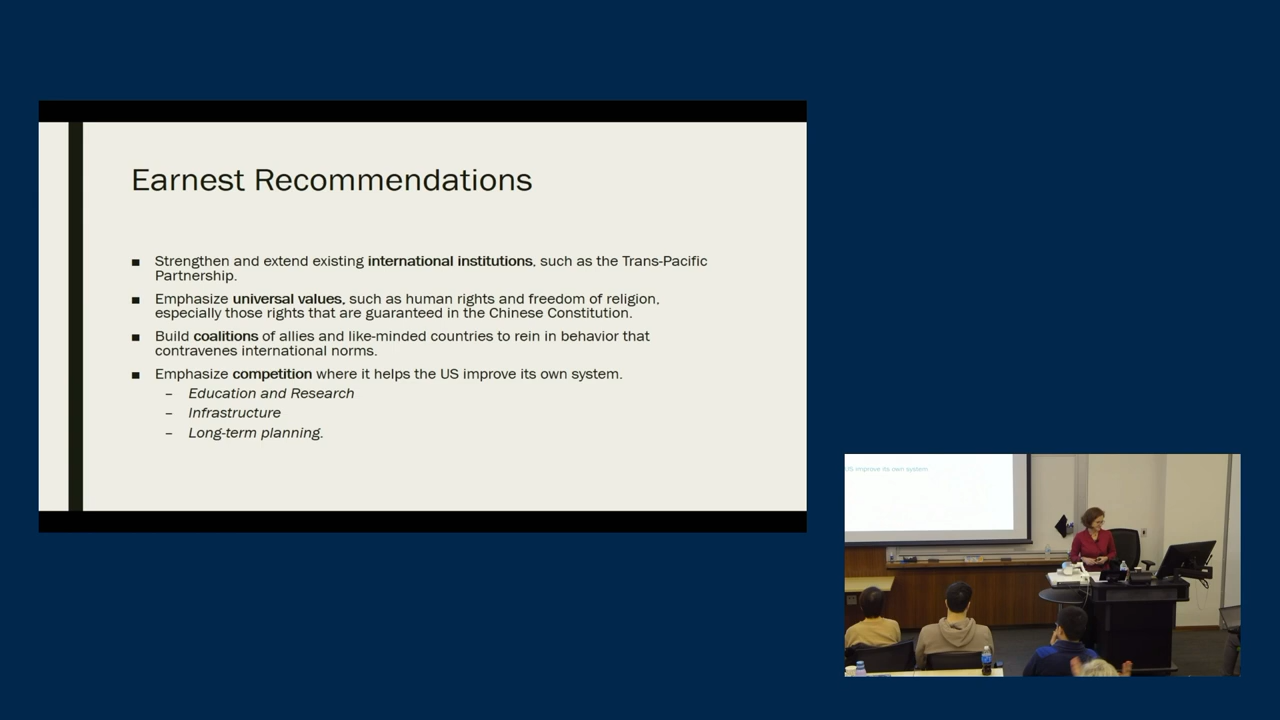 Earnest Recommendations
■ Strengthen and extend existing international institutions, such as the Trans-Pacific
Partnership.
■ Emphasize universal values, such as human rights and freedom of religion,
especially those rights that are guaranteed in the Chinese Constitution.
■ Build coalitions of allies and like-minded countries to rein in behavior that
contravenes international norms.
■ Emphasize competition where it helps the US improve its own system.
– Education and Research
– Infrastructure
– Long-term planning.
US improve its own system.